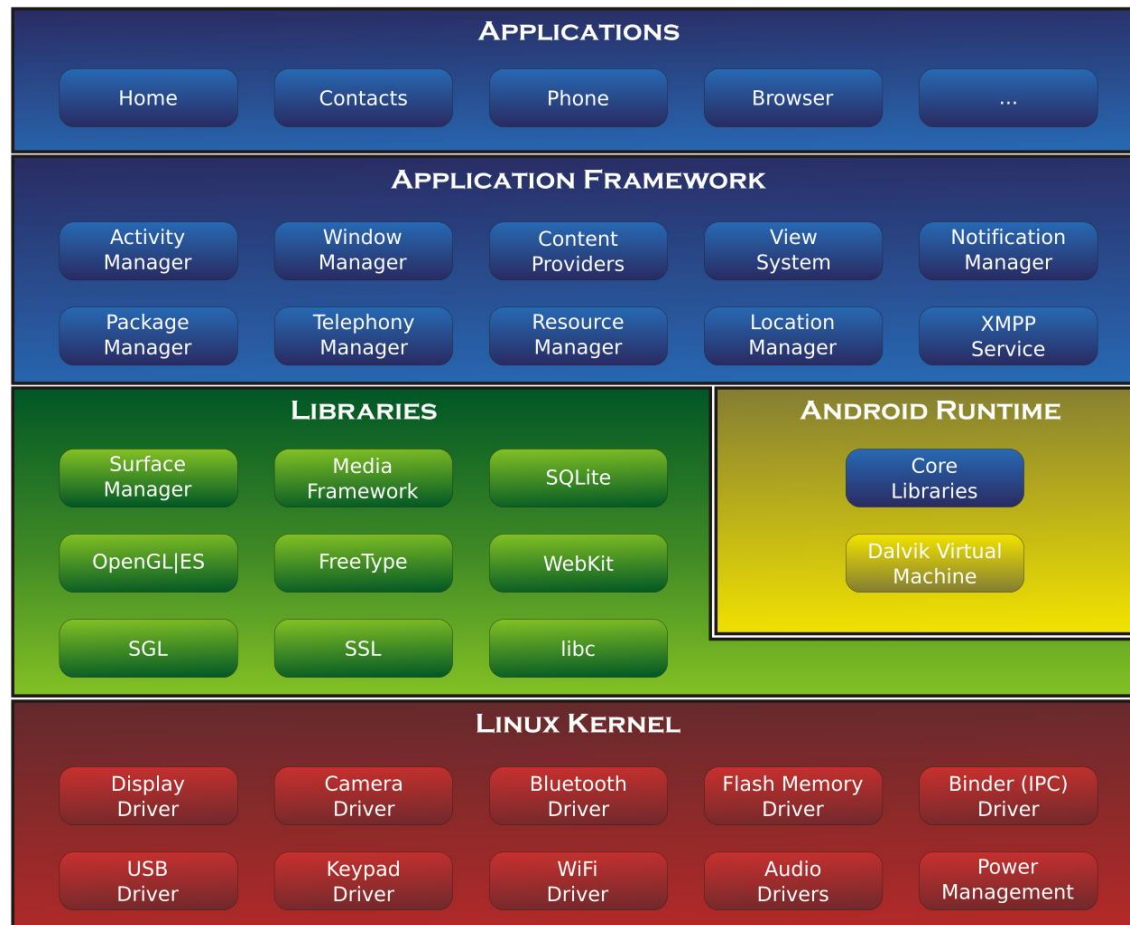 APPLICATIONS
Home
Contacts
Phone
Browser
...
APPLICATION FRAMEWORK
Activity
Manager
Window
Manager
Content
Providers
View
System
Notification
Manager
Package
Manager
Telephony
Manager
Resource
Manager
Location
Manager
XMPP
Service
LIBRARIES
Surface
Manager
Media
Framework
SQLite
OpenGL|ES
FreeType
WebKit
SGL
SSL
libc
ANDROID RUNTIME
Core
Libraries
Dalvik Virtual
Machine
LINUX KERNEL
Display
Driver
Camera
Driver
Bluetooth
Driver
Flash Memory
Driver
Binder (IPC)
Driver
USB
Driver
Keypad
Driver
WiFi
Driver
Audio
Drivers
Power
Management